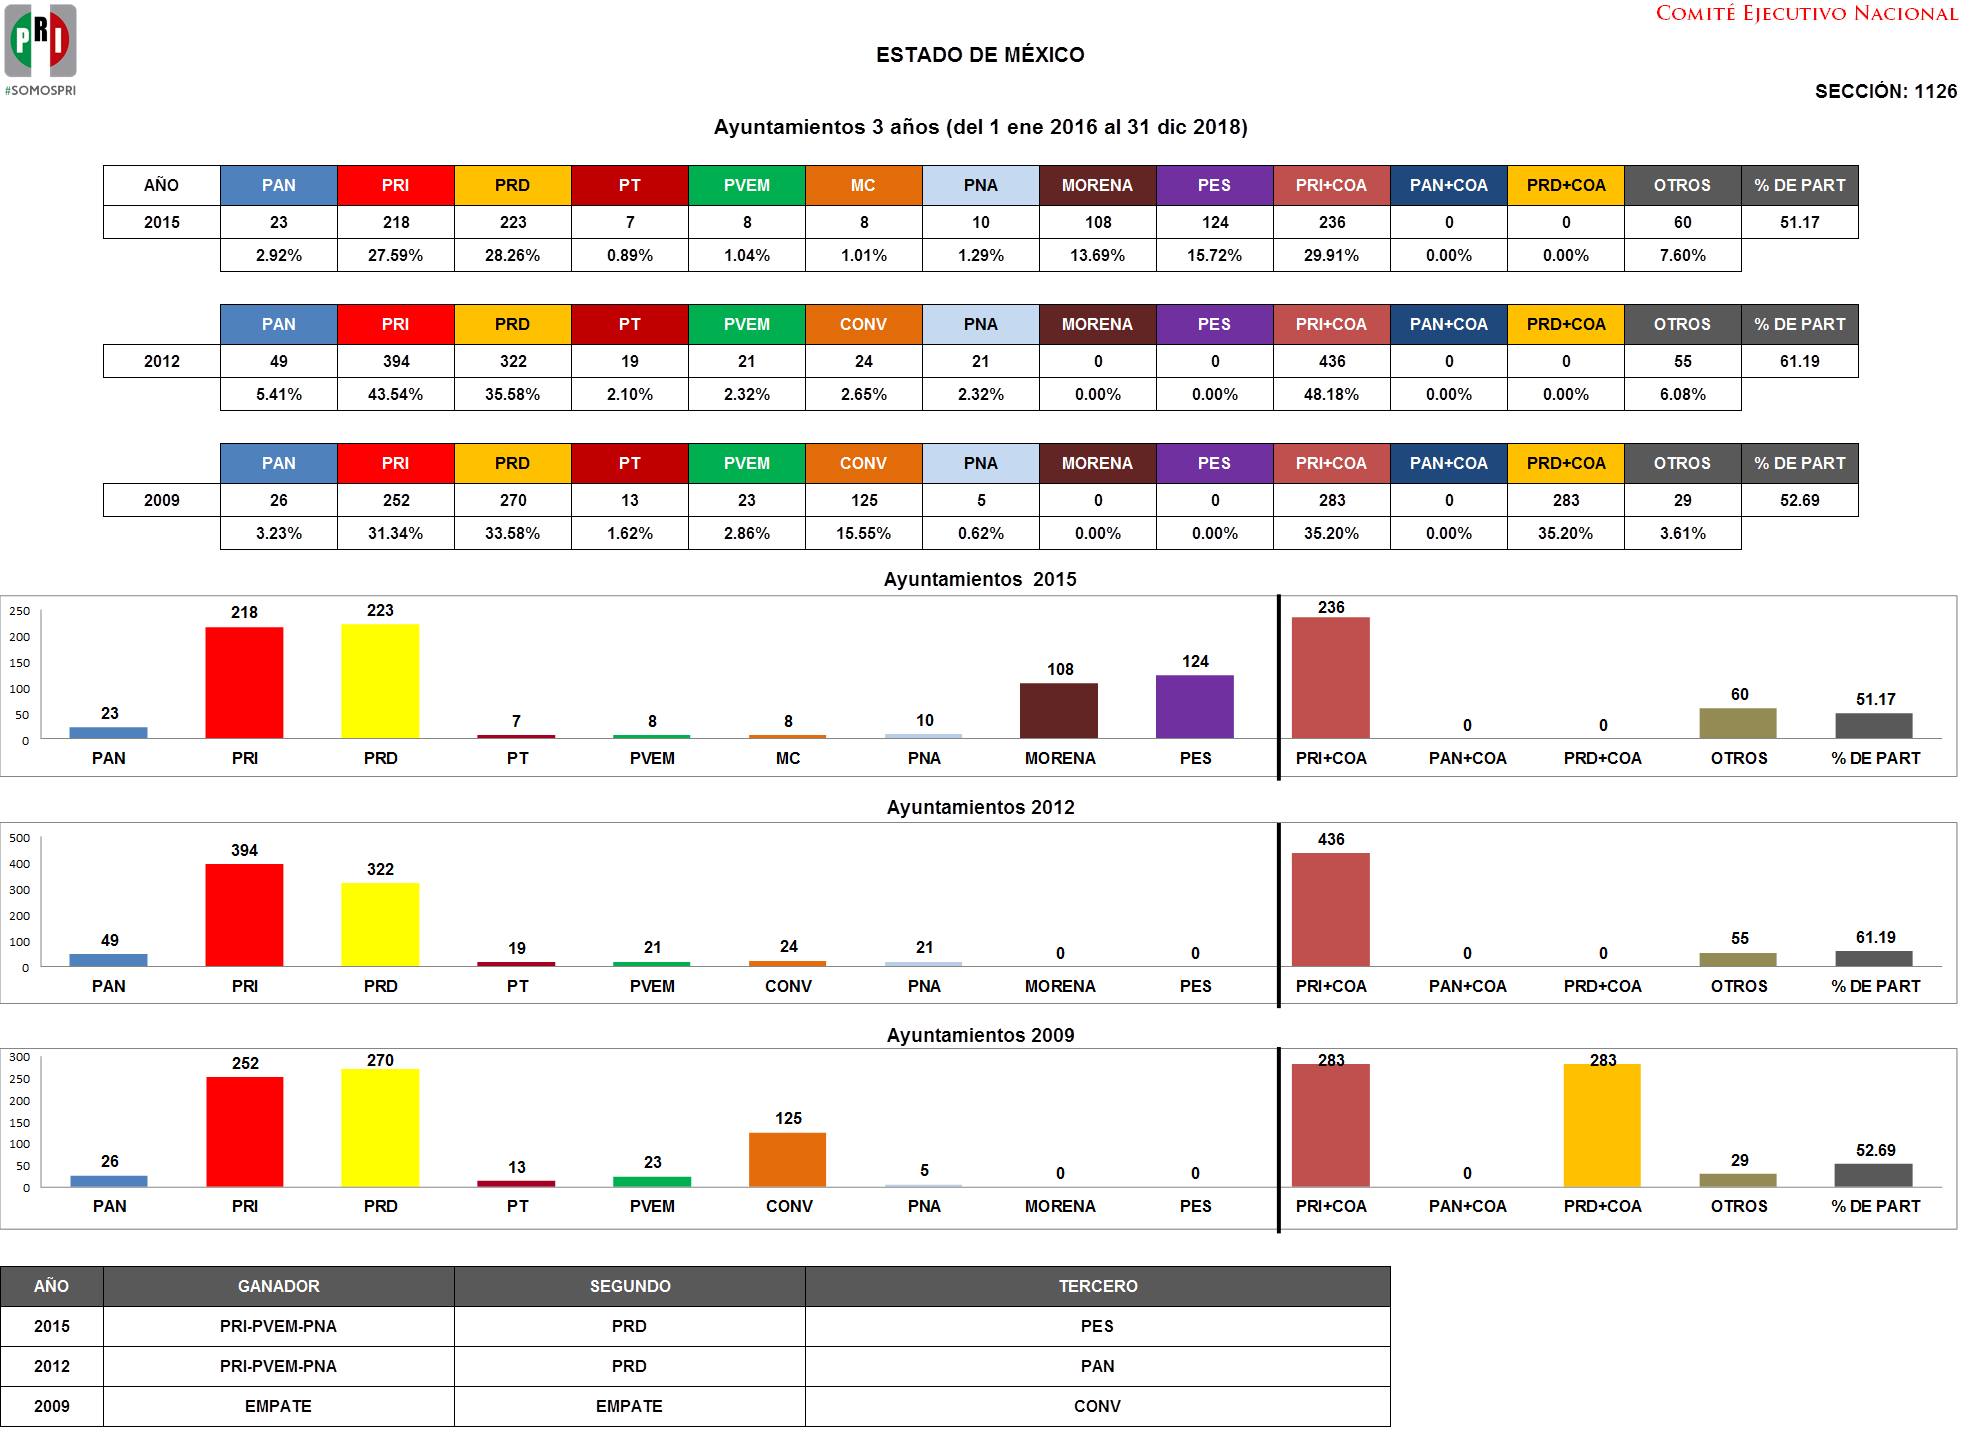 PRI
#SOMOSPRI
COMITÉ EJECUTIVO NACIONAL
ESTADO DE MÉXICO
SECCIÓN: 1126
Ayuntamientos 3 años (del 1 ene 2016 al 31 dic 2018)
AÑO PAN PRI PRD PT PVEM MC PNA MORENA PES PRI+COA PAN+COA PRD+COA OTROS % DE PART
2015 23 218 223 7 8 8 10 108 124 236 0 0 60 51.17
2.92% 27.59% 28.26% 0.89% 1.04% 1.01% 1.29% 13.69% 15.72% 29.91% 0.00% 0.00% 7.60%
PAN PRI PRD PT PVEM CONV PNA MORENA PES PRI+COA PAN+COA PRD+COA OTROS % DE PART
2012 49 394 322 19 21 24 21 0 0 436 0 0 55 61.19
5.41% 43.54% 35.58% 2.10% 2.32% 2.65% 2.32% 0.00% 0.00% 48.18% 0.00% 0.00% 6.08%
PAN PRI PRD PT PVEM CONV PNA MORENA PES PRI+COA PAN+COA PRD+COA OTROS % DE PART
2009 26 252 270 13 23 125 5 0 0 283 0 283 29 52.69
3.23% 31.34% 33.58% 1.62% 2.86% 15.55% 0.62% 0.00% 0.00% 35.20% 0.00% 35.20% 3.61%
Ayuntamientos 2015
250
200
150
100
50
0
23 218 223 7 8 8 10 108 124 236 0 0 60 51.17
PAN PRI PRD PT PVEM MC PNA MORENA PES PRI+COA PAN+COA PRD+COA OTROS % DE PART
Ayuntamientos 2012
500
400
300
200
100
0
49 394 322 19 21 24 21 0 0 436 0 0 55 61.19
PAN PRI PRD PT PVEM CONV PNA MORENA PES PRI+COA PAN+COA PRD+COA OTROS % DE PART
Ayuntamientos 2009
300
250
200
150
100
50
0
26 252 270 13 23 125 5 0 0 283 0 283 29 52.69
PAN PRI PRD PT PVEM CONV PNA MORENA PES PRI+COA PAN+COA PRD+COA OTROS % DE PART
AÑO GANADOR SEGUNDO TERCERO
2015 PRI-PVEM-PNA PRD PES
2012 PRI-PVEM-PNA PRD PAN
2009 EMPATE EMPATE CONV